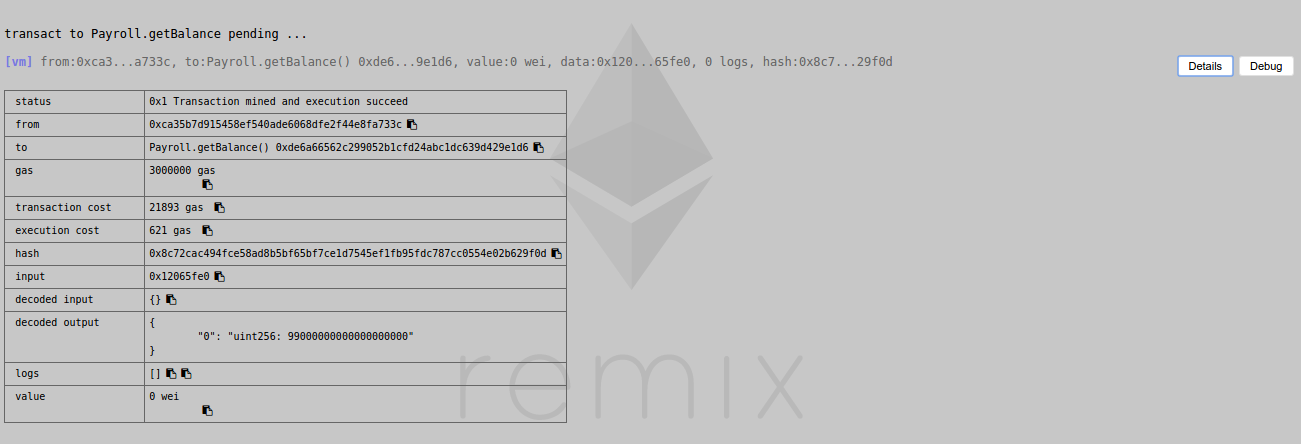 transact to Payroll.getBalance pending ...
[vm] from:0xca3...a733c, to:Payroll.getBalance() 0xde6...9e1d6, value:0 wei, data:0x120...65fe0, 0 logs, hash:0x8c7...29f0d
Details Debug
status 0x1 Transaction mined and execution succeed
from 0xca35b7d915458ef540ade6068dfe2f44e8fa733c
to Payroll.getBalance() 0xde6a66562c299052b1cfd24abc1dc639d429e1d6
gas 3000000 gas
transaction cost 21893 gas
execution cost 621 gas
hash 0x8c72cac494fce58ad8b5bf65bf7ce1d7545ef1fb95fdc787cc0554e02b629f0d
input 0x12065fe0
decoded input {}
decoded output {
"0": "uint256: 99000000000000000000"
}
logs []
value 0 wei
remix